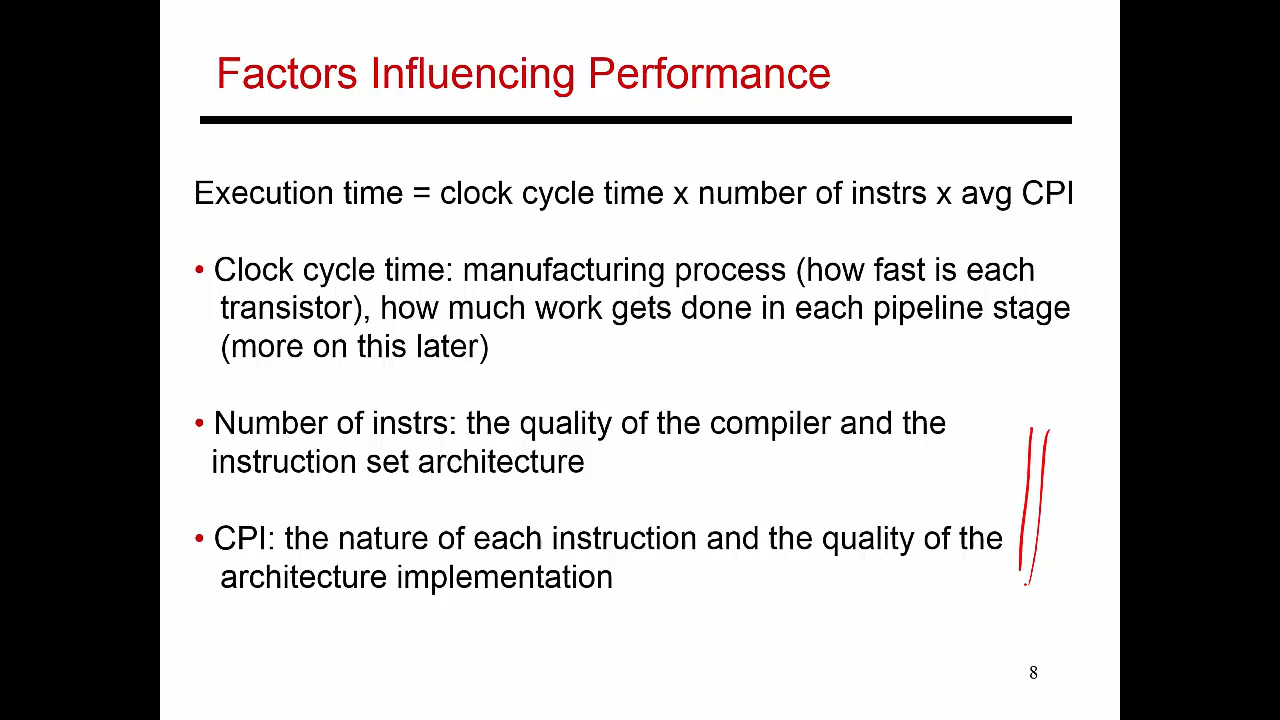 Factors Influencing Performance
Execution time = clock cycle time x number of instrs x avg CPI
• Clock cycle time: manufacturing process (how fast is each
transistor), how much work gets done in each pipeline stage
(more on this later)
• Number of instrs: the quality of the compiler and the
instruction set architecture
• CPI: the nature of each instruction and the quality of the
architecture implementation
8